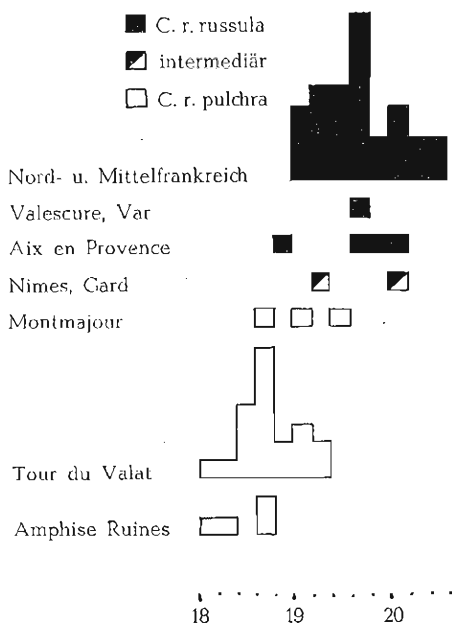 C. r. russula
intermediär
C. r. pulchra
Nord- u. Mittelfrankreich
Valescure, Var
Aix en Provence
Nimes, Gard
Montmajour
Tour du Valat
Amphise Ruines
18 19 20